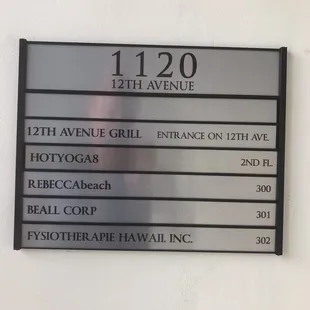 1120
12TH AVENUE
12TH AVENUE GRILL ENTRANCE ON 12TH AVE.
HOTYOGA8 2ND FL.
REBECCAbeach 300
BEALL CORP 301
FYSIOTHERAPIE HAWAII, INC. 302